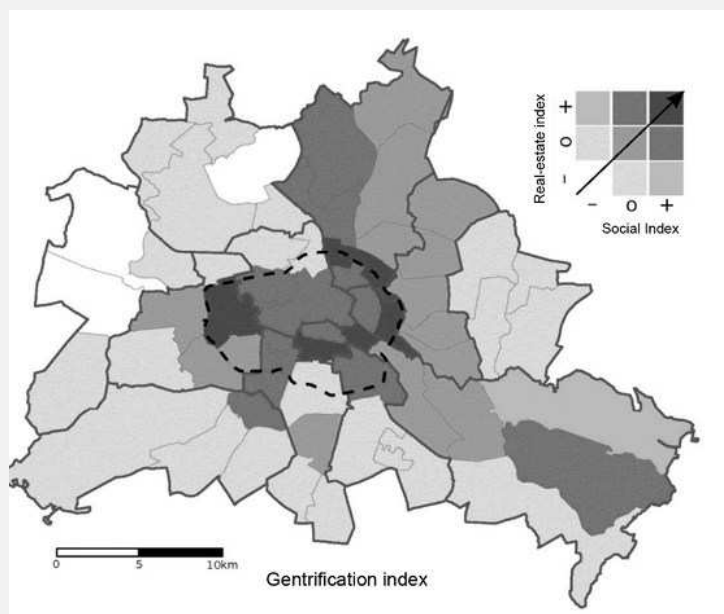 Real-estate index
+
o
-
- o +
Social Index
0 5 10km
Gentrification index